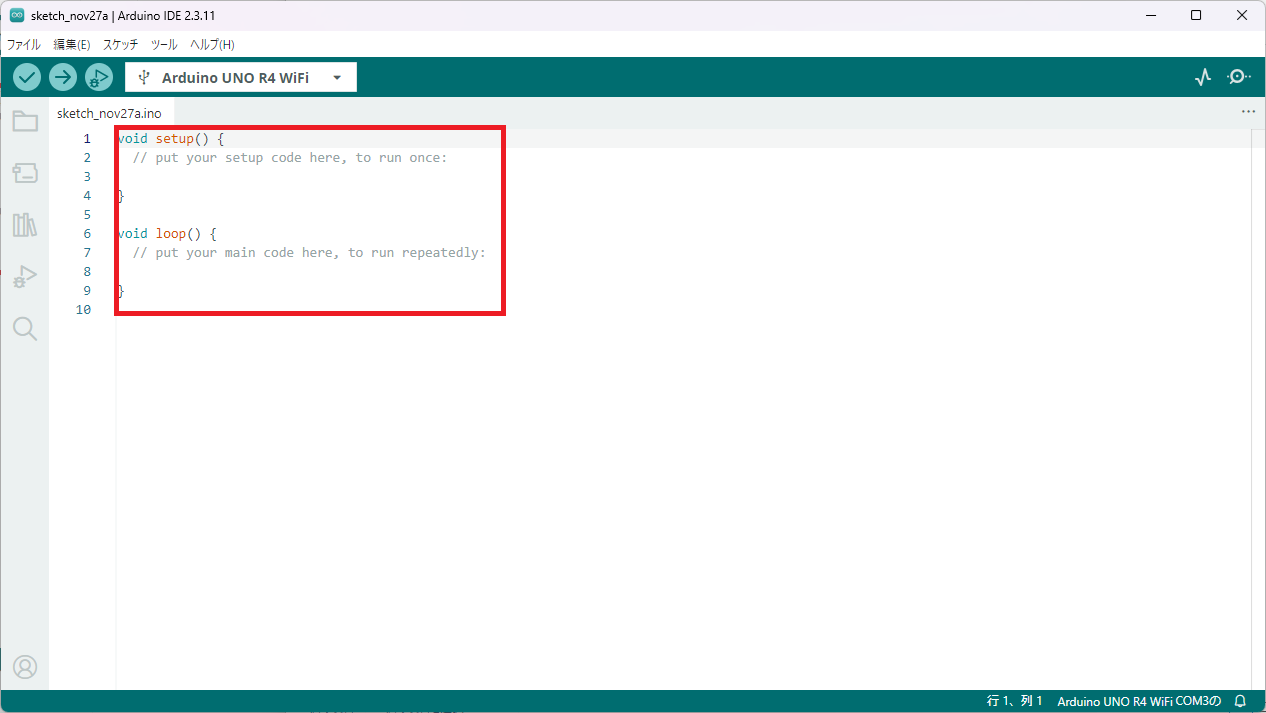 sketch_nov27a | Arduino IDE 2.3.11
ファイル 編集(E) スケッチ ツール ヘルプ(H)
Arduino UNO R4 WiFi
sketch_nov27a.ino
1 void setup() {
2 // put your setup code here, to run once:
3
4 }
5
6 void loop() {
7 // put your main code here, to run repeatedly:
8
9 }
10
行 1、列 1 Arduino UNO R4 WiFi COM3の